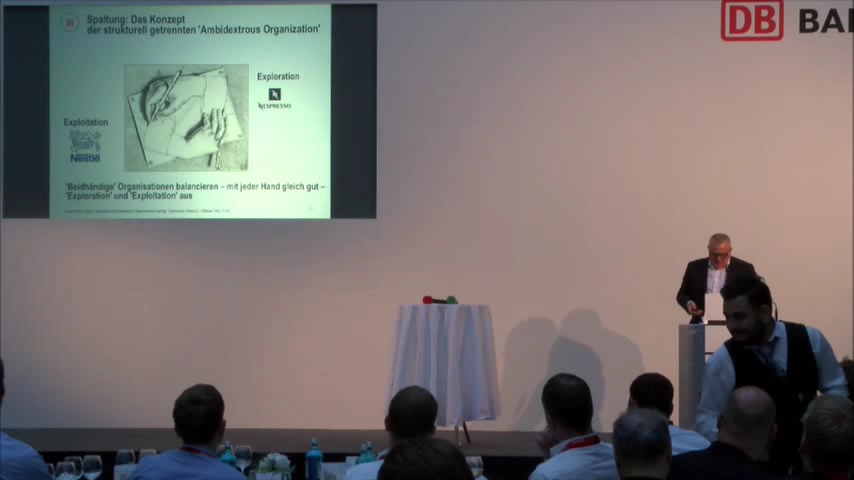 Spaltung: Das Konzept
der strukturell getrennten 'Ambidextrous Organization'
Exploration
NESPRESSO
Exploitation
Nestlé
'Beidhändige' Organisationen balancieren – mit jeder Hand gleich gut –
'Exploration' und 'Exploitation' aus
DB BA